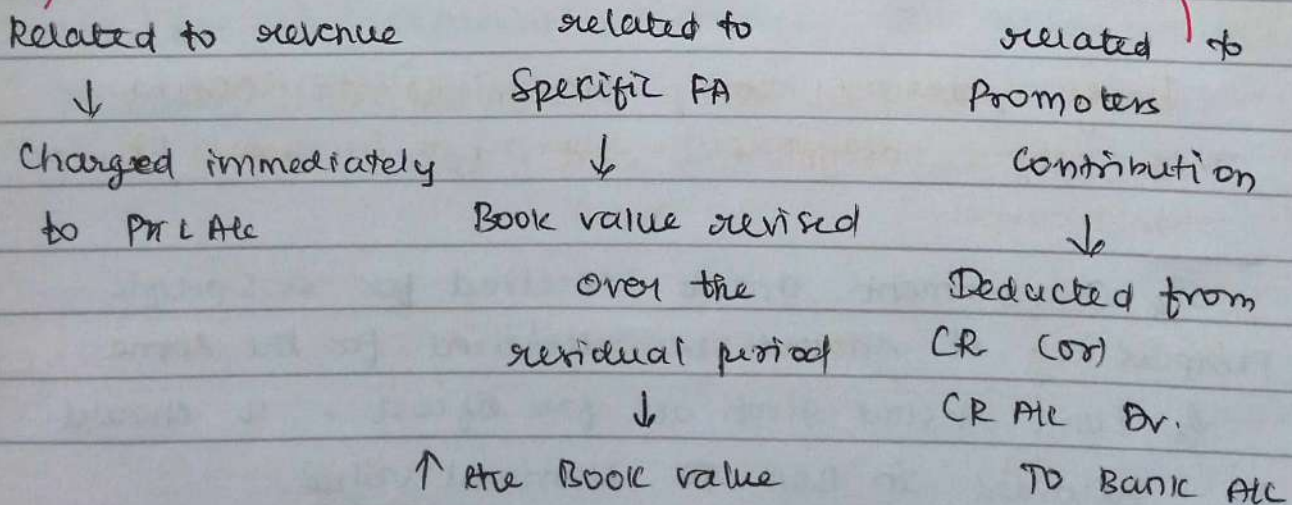 Related to revenue related to related to
↓ Specific FA Promoters
Charged immediately ↓ Contribution
to P&L A/c Book value revised ↓
over the Deducted from
residual period CR (or)
↓ CR A/c Dr.
↑ the Book value To Bank A/c